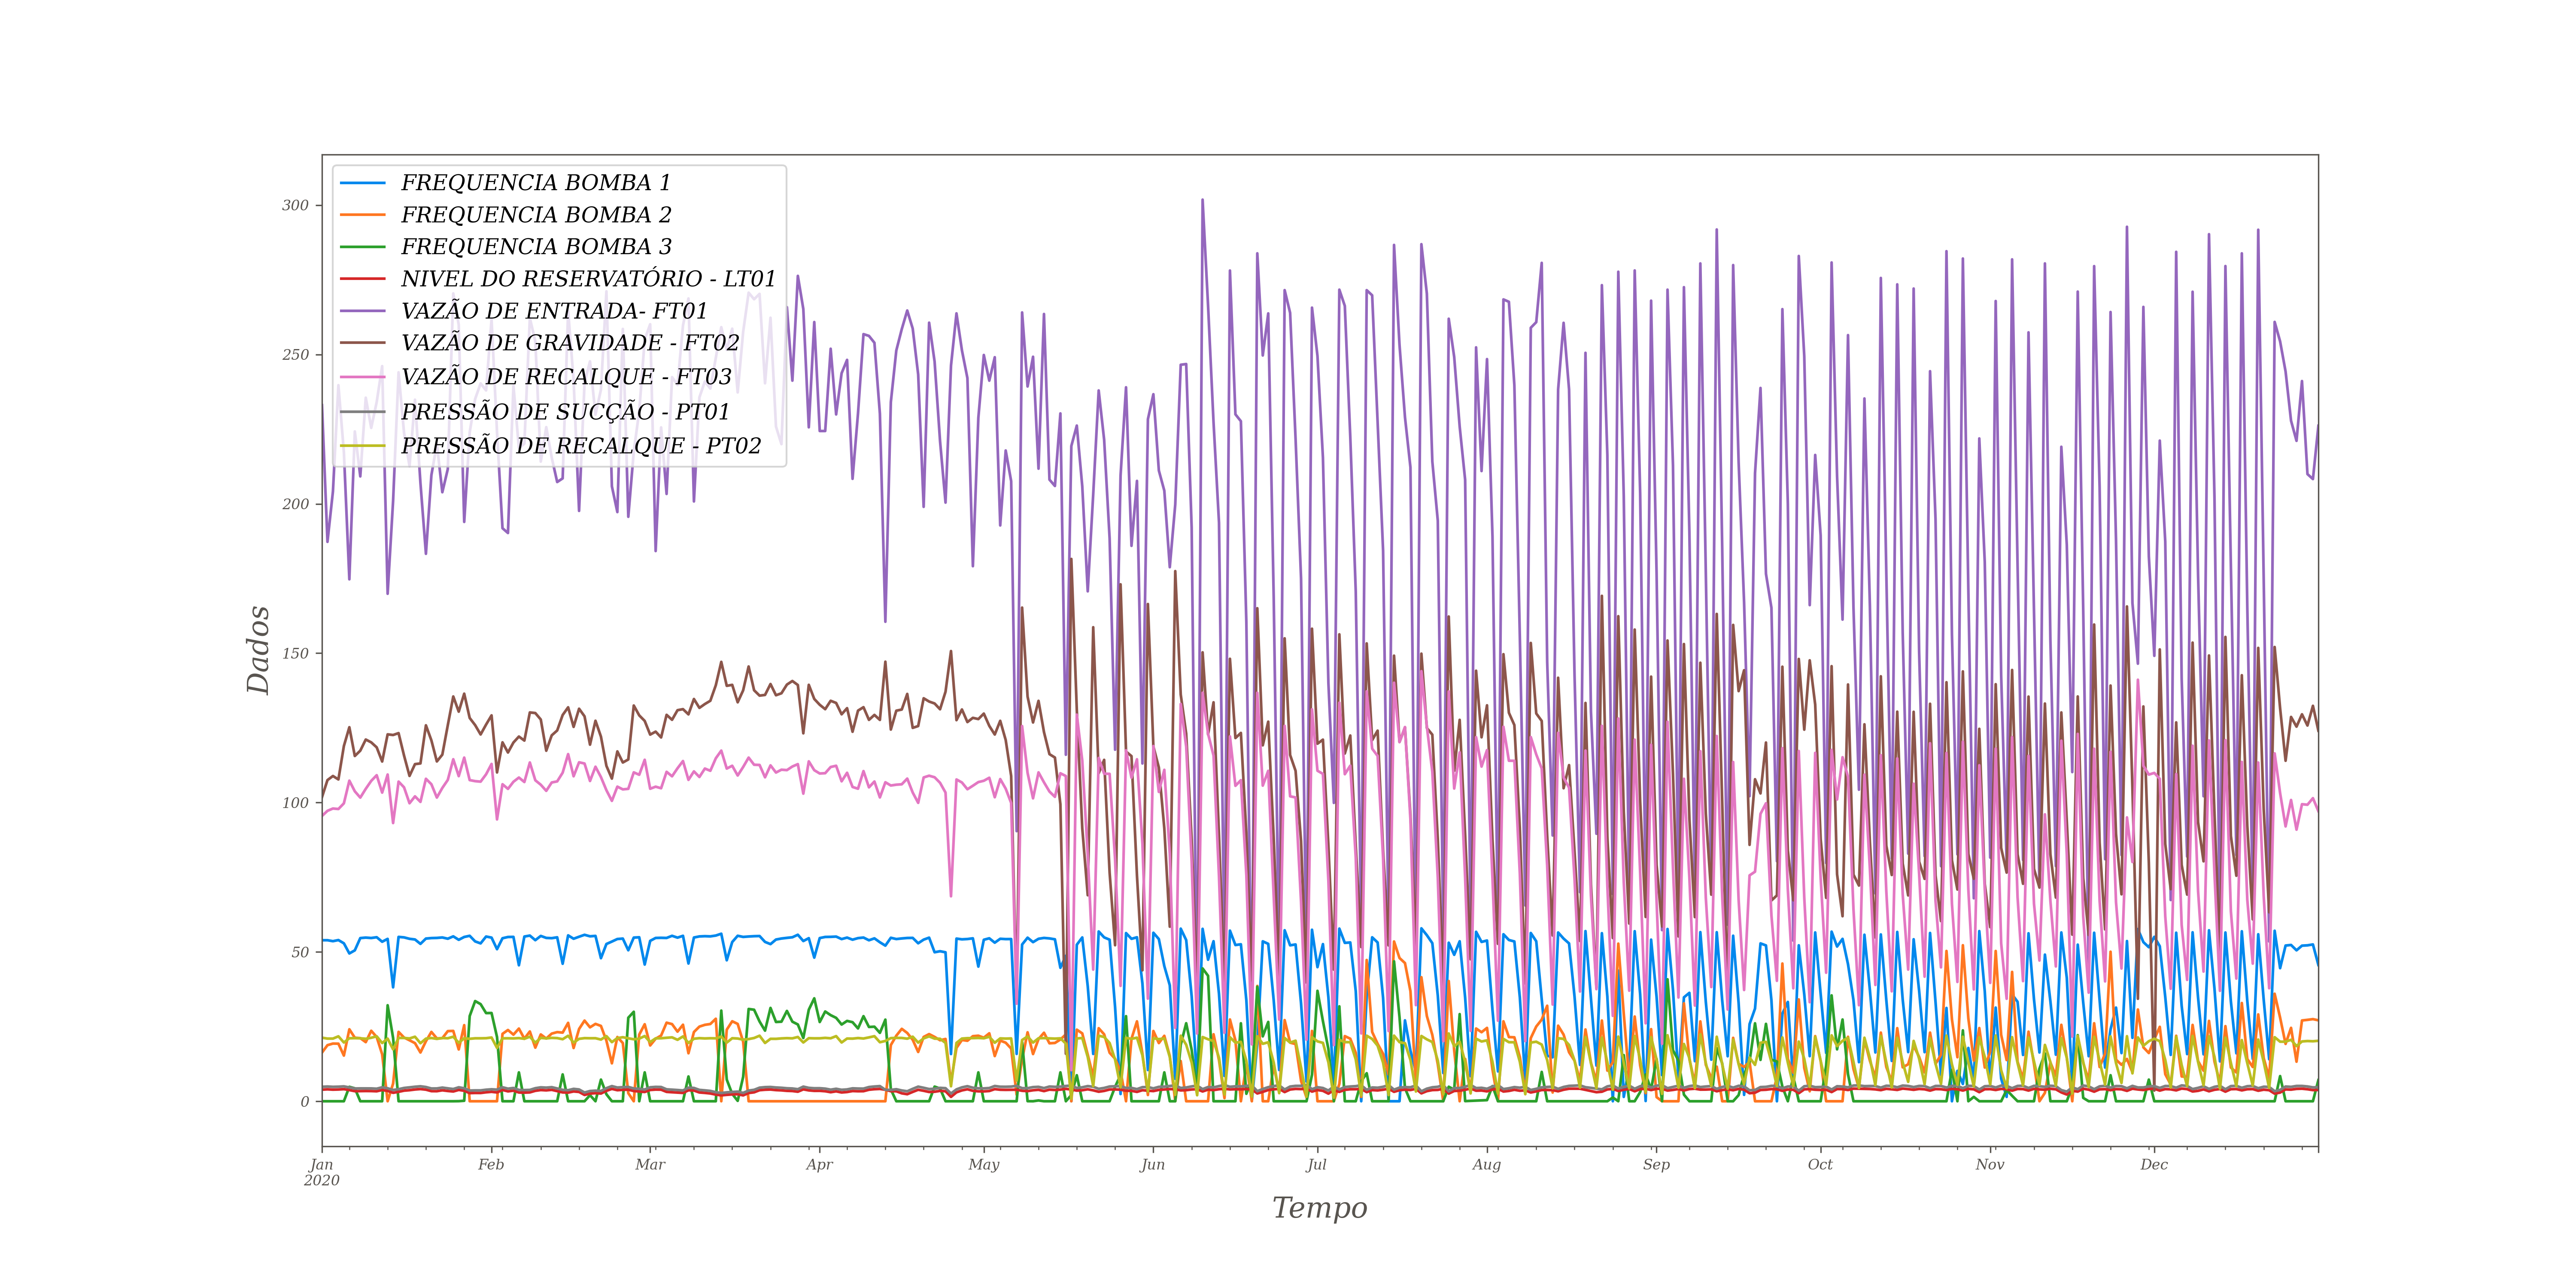 FREQUENCIA BOMBA 1
FREQUENCIA BOMBA 2
FREQUENCIA BOMBA 3
NIVEL DO RESERVATÓRIO - LT01
VAZÃO DE ENTRADA- FT01
VAZÃO DE GRAVIDADE - FT02
VAZÃO DE RECALQUE - FT03
PRESSÃO DE SUCÇÃO - PT01
PRESSÃO DE RECALQUE - PT02
300
250
200
150
100
50
0
Dados
Jan Feb Mar Apr May Jun Jul Aug Sep Oct Nov Dec
2020
Tempo